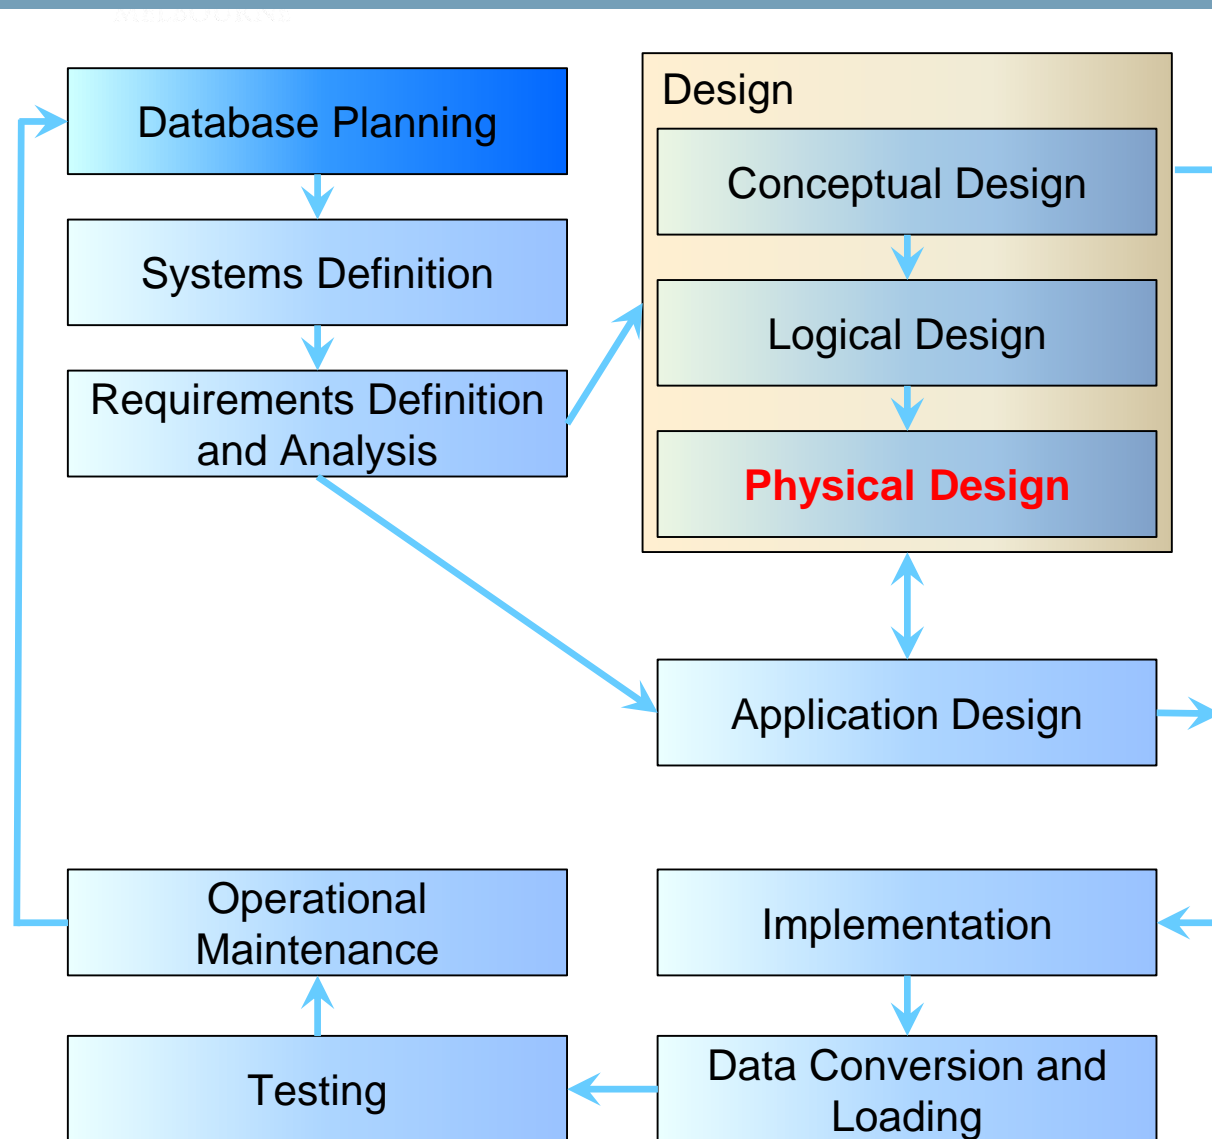 Database Planning
Systems Definition
Requirements Definition
and Analysis
Design
Conceptual Design
Logical Design
Physical Design
Application Design
Operational
Maintenance
Implementation
Testing
Data Conversion and
Loading